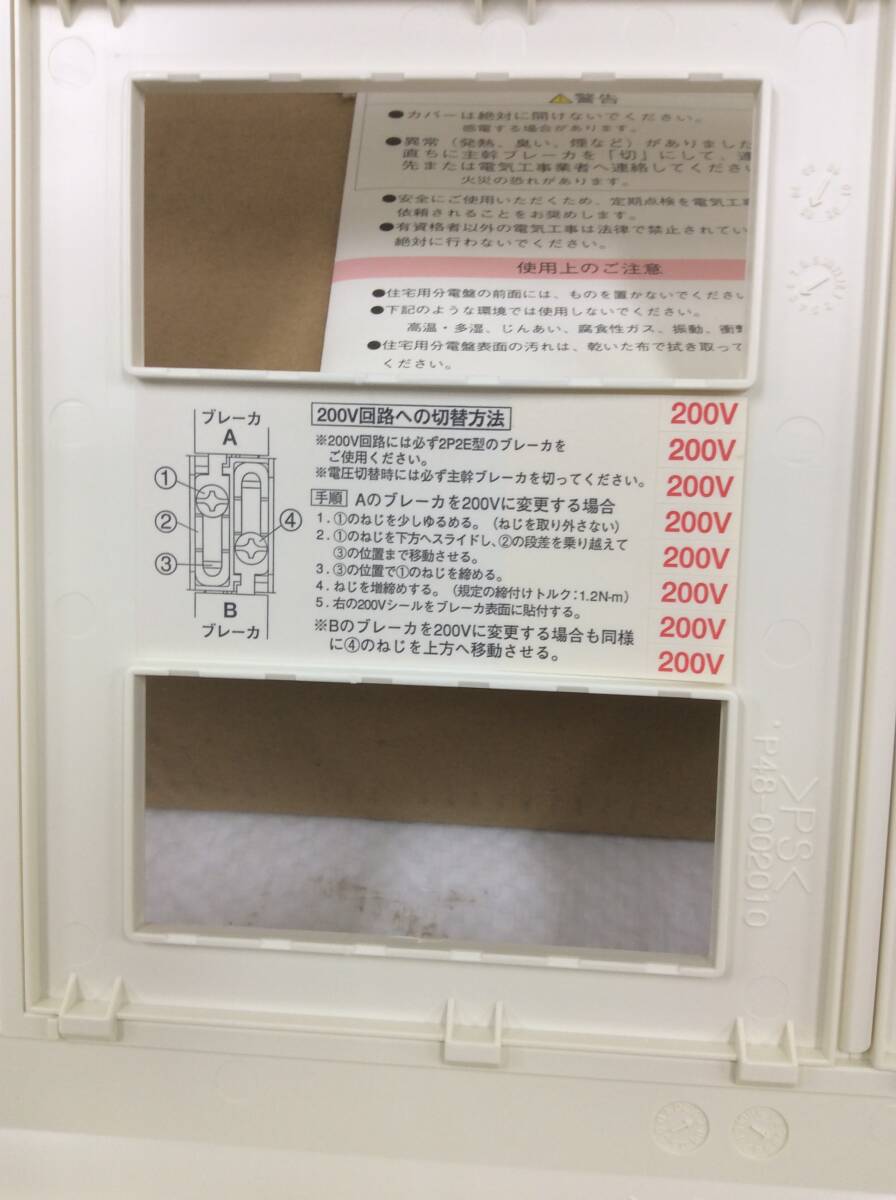 ⚠警告
●カバーは絶対に開けないでください。
感電する場合があります。
●異常（発熱、臭い、煙など）がありました
直ちに主幹ブレーカを「切」にして、
先または電気工事業者へ連絡してくださ
火災の恐れがあります。
●安全にご使用いただくため、定期点検を電気工
依頼されることをお奨めします。
●有資格者以外の電気工事は法律で禁止されてい
絶対に行わないでください。
使用上のご注意
●住宅用分電盤の前面には、ものを置かないでください
●下記のような環境では使用しないでください。
高温・多湿、じんあい、腐食性ガス、振動、衝
●住宅用分電盤表面の汚れは、乾いた布で拭き取って
ください。
ブレーカ
A
①
②
③
④
B
ブレーカ
200V回路への切替方法
※200V回路には必ず2P2E型のブレーカを
ご使用ください。
※電圧切替時には必ず主幹ブレーカを切ってください。
手順 Aのブレーカを200Vに変更する場合
1．①のねじを少しゆるめる。（ねじを取り外さない）
2．①のねじを下方へスライドし、②の段差を乗り越えて
③の位置まで移動させる。
3．③の位置で①のねじを締める。
4．ねじを増締めする。（規定の締付けトルク：1.2N-m）
5．右の200Vシールをブレーカ表面に貼付する。
※Bのブレーカを200Vに変更する場合も同様
に④のねじを上方へ移動させる。
200V
200V
200V
200V
200V
200V
200V
200V
>PS<
P48-002010